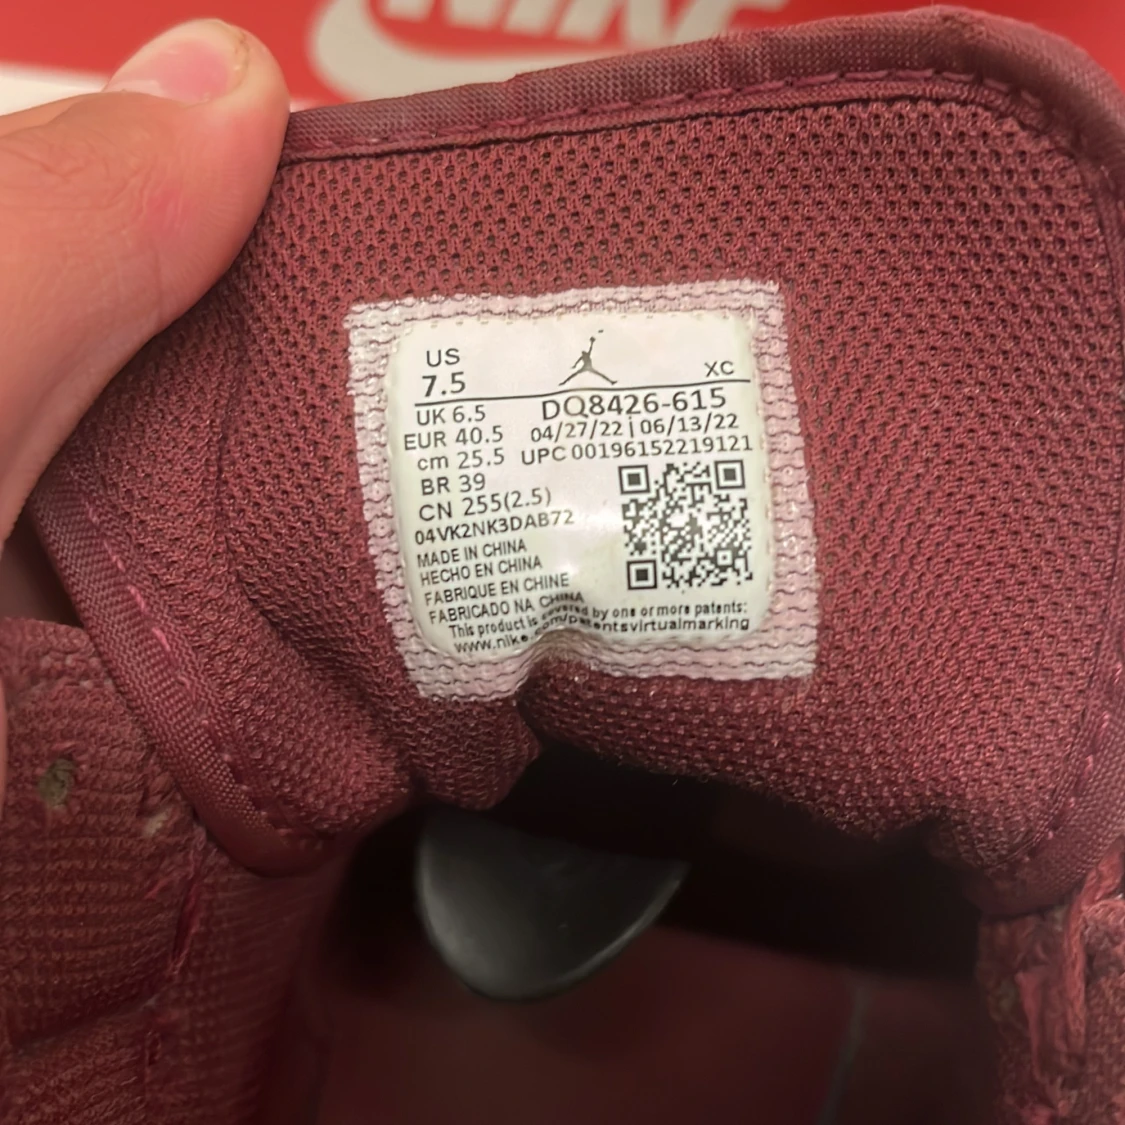 NIKE
US
7.5
XC
UK 6.5
DQ8426-615
EUR 40.5
04/27/22 | 06/13/22
cm 25.5
UPC 00196152219121
BR 39
CN 255(2.5)
04VK2NK3DAB72
MADE IN CHINA
HECHO EN CHINA
FABRIQUE EN CHINE
FABRICADO NA CHINA
This product is covered by one or more patents:
www.nike.com/patentsvirtualmarking